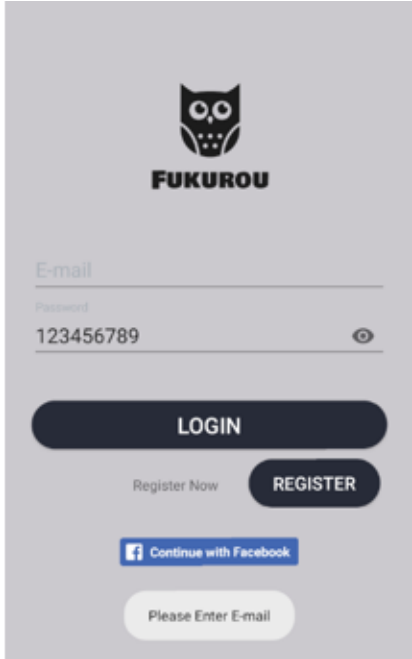 FUKUROU
E-mail
Password
123456789
LOGIN
Register Now
REGISTER
Continue with Facebook
Please Enter E-mail